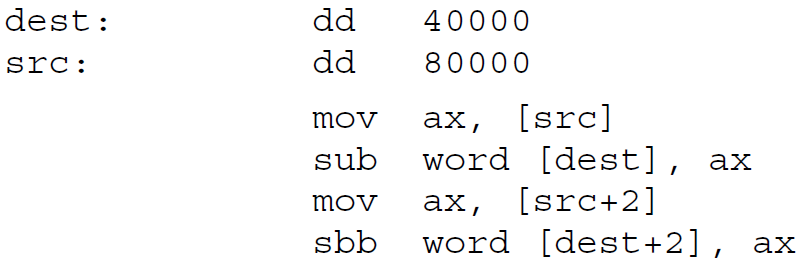 dest: dd 40000
src: dd 80000
mov ax, [src]
sub word [dest], ax
mov ax, [src+2]
sbb word [dest+2], ax